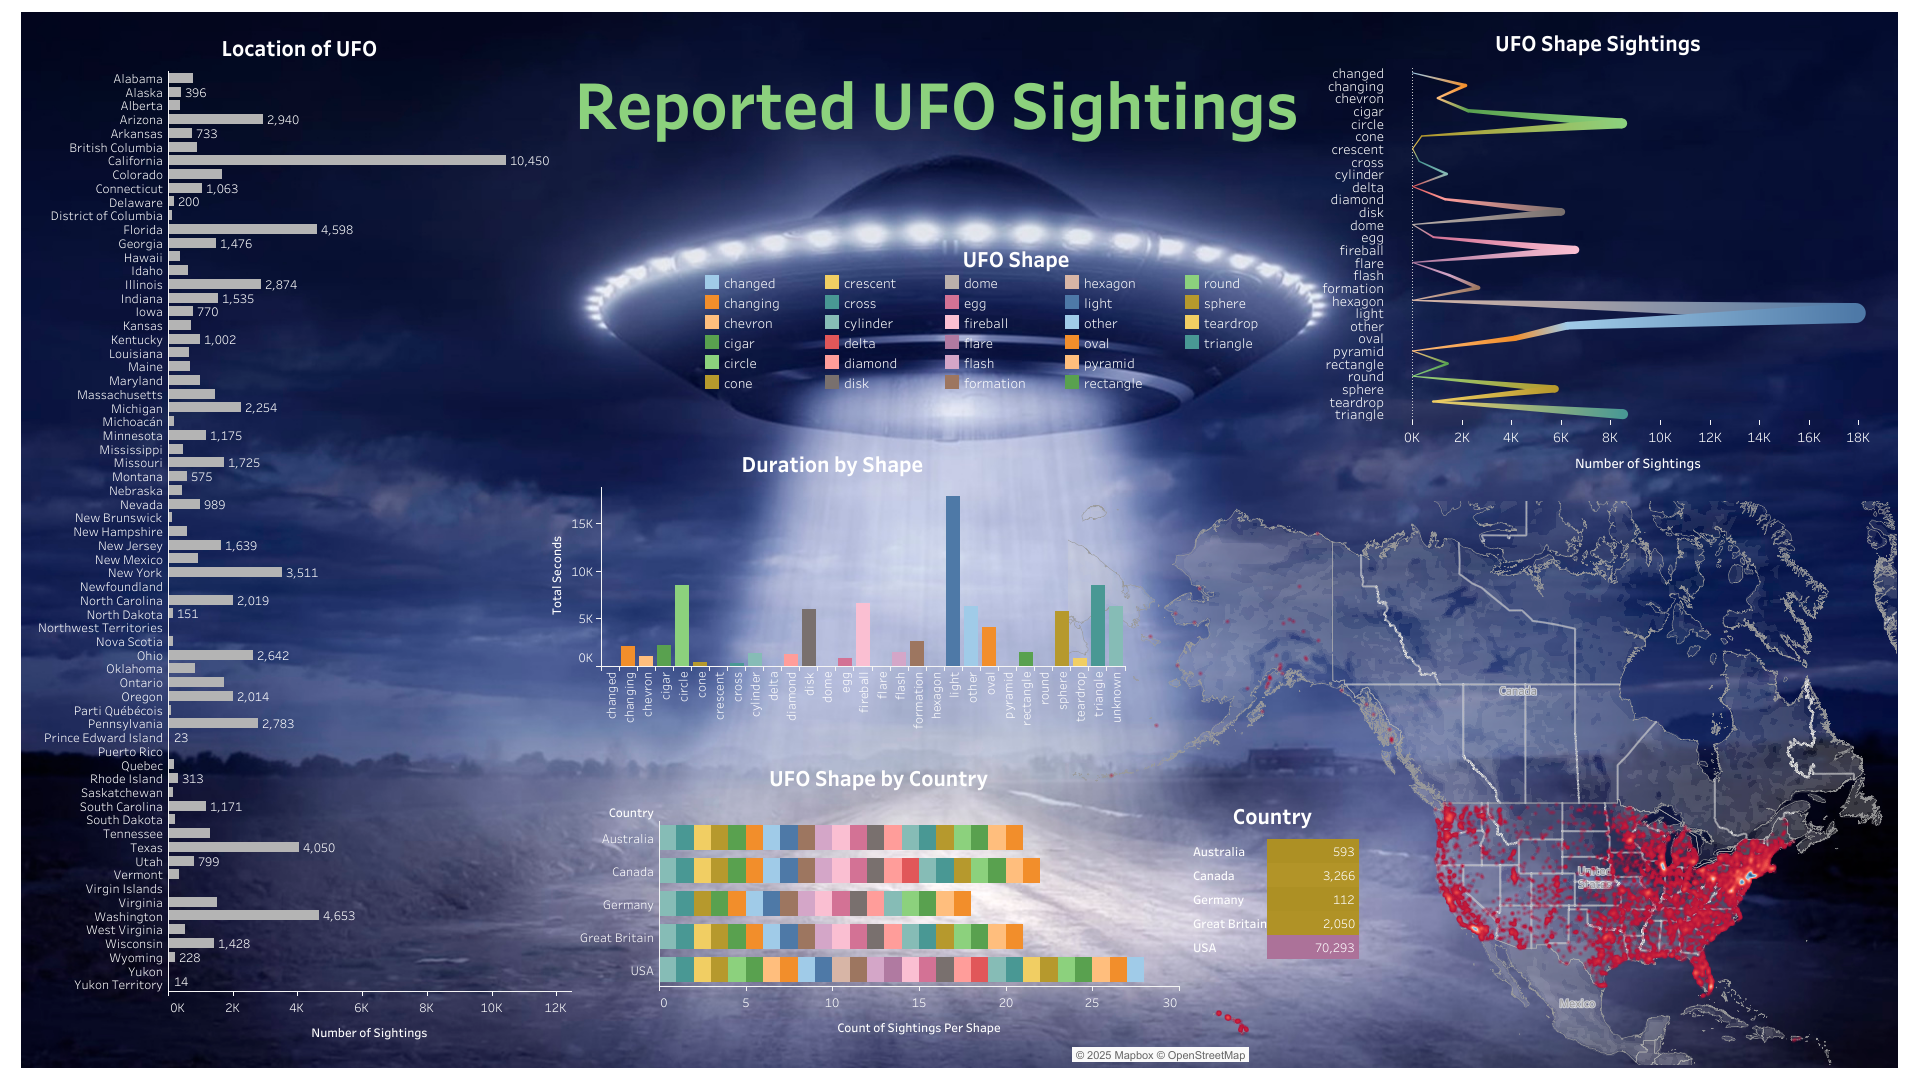 Location of UFO
Alabama
Alaska 396
Alberta
Arizona 2,940
Arkansas 733
British Columbia
California 10,450
Colorado
Connecticut 1,063
Delaware 200
District of Columbia
Florida 4,598
Georgia 1,476
Hawaii
Idaho
Illinois 2,874
Indiana 1,535
Iowa 770
Kansas
Kentucky 1,002
Louisiana
Maine
Maryland
Massachusetts
Michigan 2,254
Michoacán
Minnesota 1,175
Mississippi
Missouri 1,725
Montana 575
Nebraska
Nevada 989
New Brunswick
New Hampshire
New Jersey 1,639
New Mexico
New York 3,511
Newfoundland
North Carolina 2,019
North Dakota 151
Northwest Territories
Nova Scotia
Ohio 2,642
Oklahoma
Ontario
Oregon 2,014
Parti Québécois
Pennsylvania 2,783
Prince Edward Island 23
Puerto Rico
Quebec
Rhode Island 313
Saskatchewan
South Carolina 1,171
South Dakota
Tennessee
Texas 4,050
Utah 799
Vermont
Virgin Islands
Virginia
Washington 4,653
West Virginia
Wisconsin 1,428
Wyoming 228
Yukon
Yukon Territory 14
0K 2K 4K 6K 8K 10K 12K
Number of Sightings
Reported UFO Sightings
UFO Shape
changed crescent dome hexagon round
changing cross egg light sphere
chevron cylinder fireball other teardrop
cigar delta flare oval triangle
circle diamond flash pyramid
cone disk formation rectangle
Duration by Shape
Total Seconds
15K
10K
5K
0K
changed
changing
chevron
cigar
circle
cone
crescent
cross
cylinder
delta
diamond
disk
dome
egg
fireball
flare
flash
formation
hexagon
light
other
oval
pyramid
rectangle
round
sphere
teardrop
triangle
unknown
UFO Shape by Country
Country
Australia
Canada
Germany
Great Britain
USA
0 5 10 15 20 25 30
Count of Sightings Per Shape
Country
Australia 593
Canada 3,266
Germany 112
Great Britain 2,050
USA 70,293
UFO Shape Sightings
changed
changing
chevron
cigar
circle
cone
crescent
cross
cylinder
delta
diamond
disk
dome
egg
fireball
flare
flash
formation
hexagon
light
other
oval
pyramid
rectangle
round
sphere
teardrop
triangle
0K 2K 4K 6K 8K 10K 12K 14K 16K 18K
Number of Sightings
Canada
United
States
Mexico
© 2025 Mapbox © OpenStreetMap